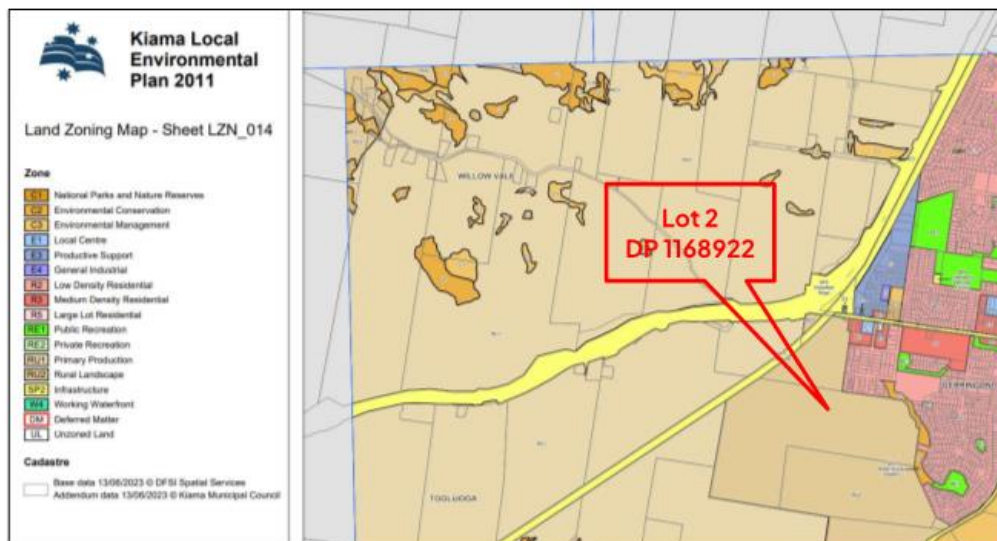 Kiama Local
Environmental
Plan 2011
Land Zoning Map - Sheet LZN_014
Zone
C1 National Parks and Nature Reserves
C2 Environmental Conservation
C3 Environmental Management
E1 Local Centre
E3 Productive Support
E4 General Industrial
R2 Low Density Residential
R3 Medium Density Residential
R5 Large Lot Residential
RE1 Public Recreation
RE2 Private Recreation
RU1 Primary Production
RU2 Rural Landscape
SP2 Infrastructure
W4 Working Waterfront
DM Deferred Matter
UL Unzoned Land
Cadastre
Base data 13/06/2023 © DFSI Spatial Services
Addendum data 13/06/2023 © Kiama Municipal Council
WILLOW VALE
Lot 2
DP 1168922
GERRINGONG
TOOLIJOOA